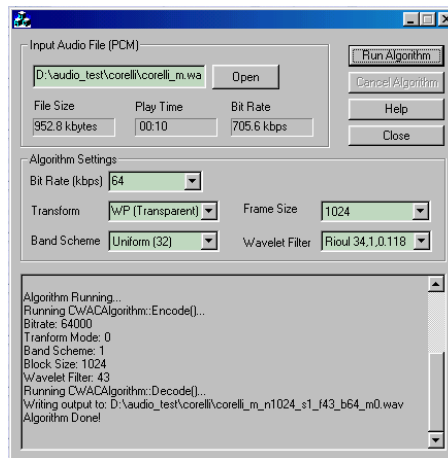 Input Audio File (PCM)
D:\audio_test\corelli\corelli_m.wa
Open
File Size
Play Time
Bit Rate
952.8 kbytes
00:10
705.6 kbps
Run Algorithm
Cancel Algorithm
Help
Close
Algorithm Settings
Bit Rate (kbps)
64
Transform
WP (Transparent)
Frame Size
1024
Band Scheme
Uniform (32)
Wavelet Filter
Rioul 34,1,0.118
Algorithm Running...
Running CWACAlgorithm::Encode()...
Bitrate: 64000
Tranform Mode: 0
Band Scheme: 1
Block Size: 1024
Wavelet Filter: 43
Running CWACAlgorithm::Decode()...
Writing output to: D:\audio_test\corelli\corelli_m_n1024_s1_f43_b64_m0.wav
Algorithm Done!